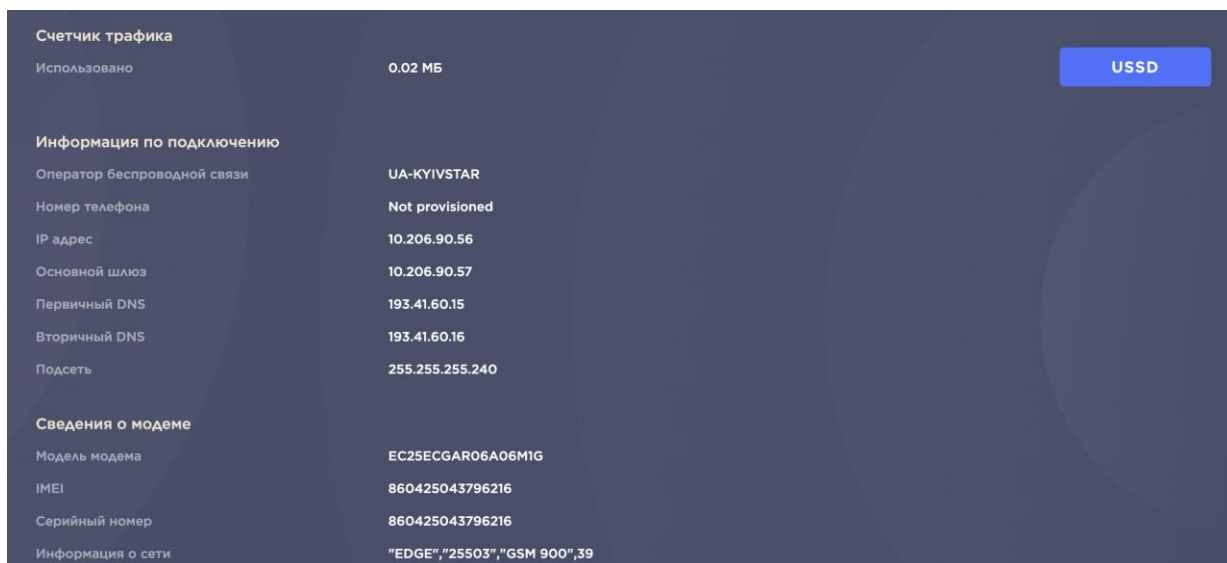 Счетчик трафика
Использовано 0.02 МБ
USSD
Информация по подключению
Оператор беспроводной связи UA-KYIVSTAR
Номер телефона Not provisioned
IP адрес 10.206.90.56
Основной шлюз 10.206.90.57
Первичный DNS 193.41.60.15
Вторичный DNS 193.41.60.16
Подсеть 255.255.255.240
Сведения о модеме
Модель модема EC25ECGAR06A06M1G
IMEI 860425043796216
Серийный номер 860425043796216
Информация о сети "EDGE","25503","GSM 900",39